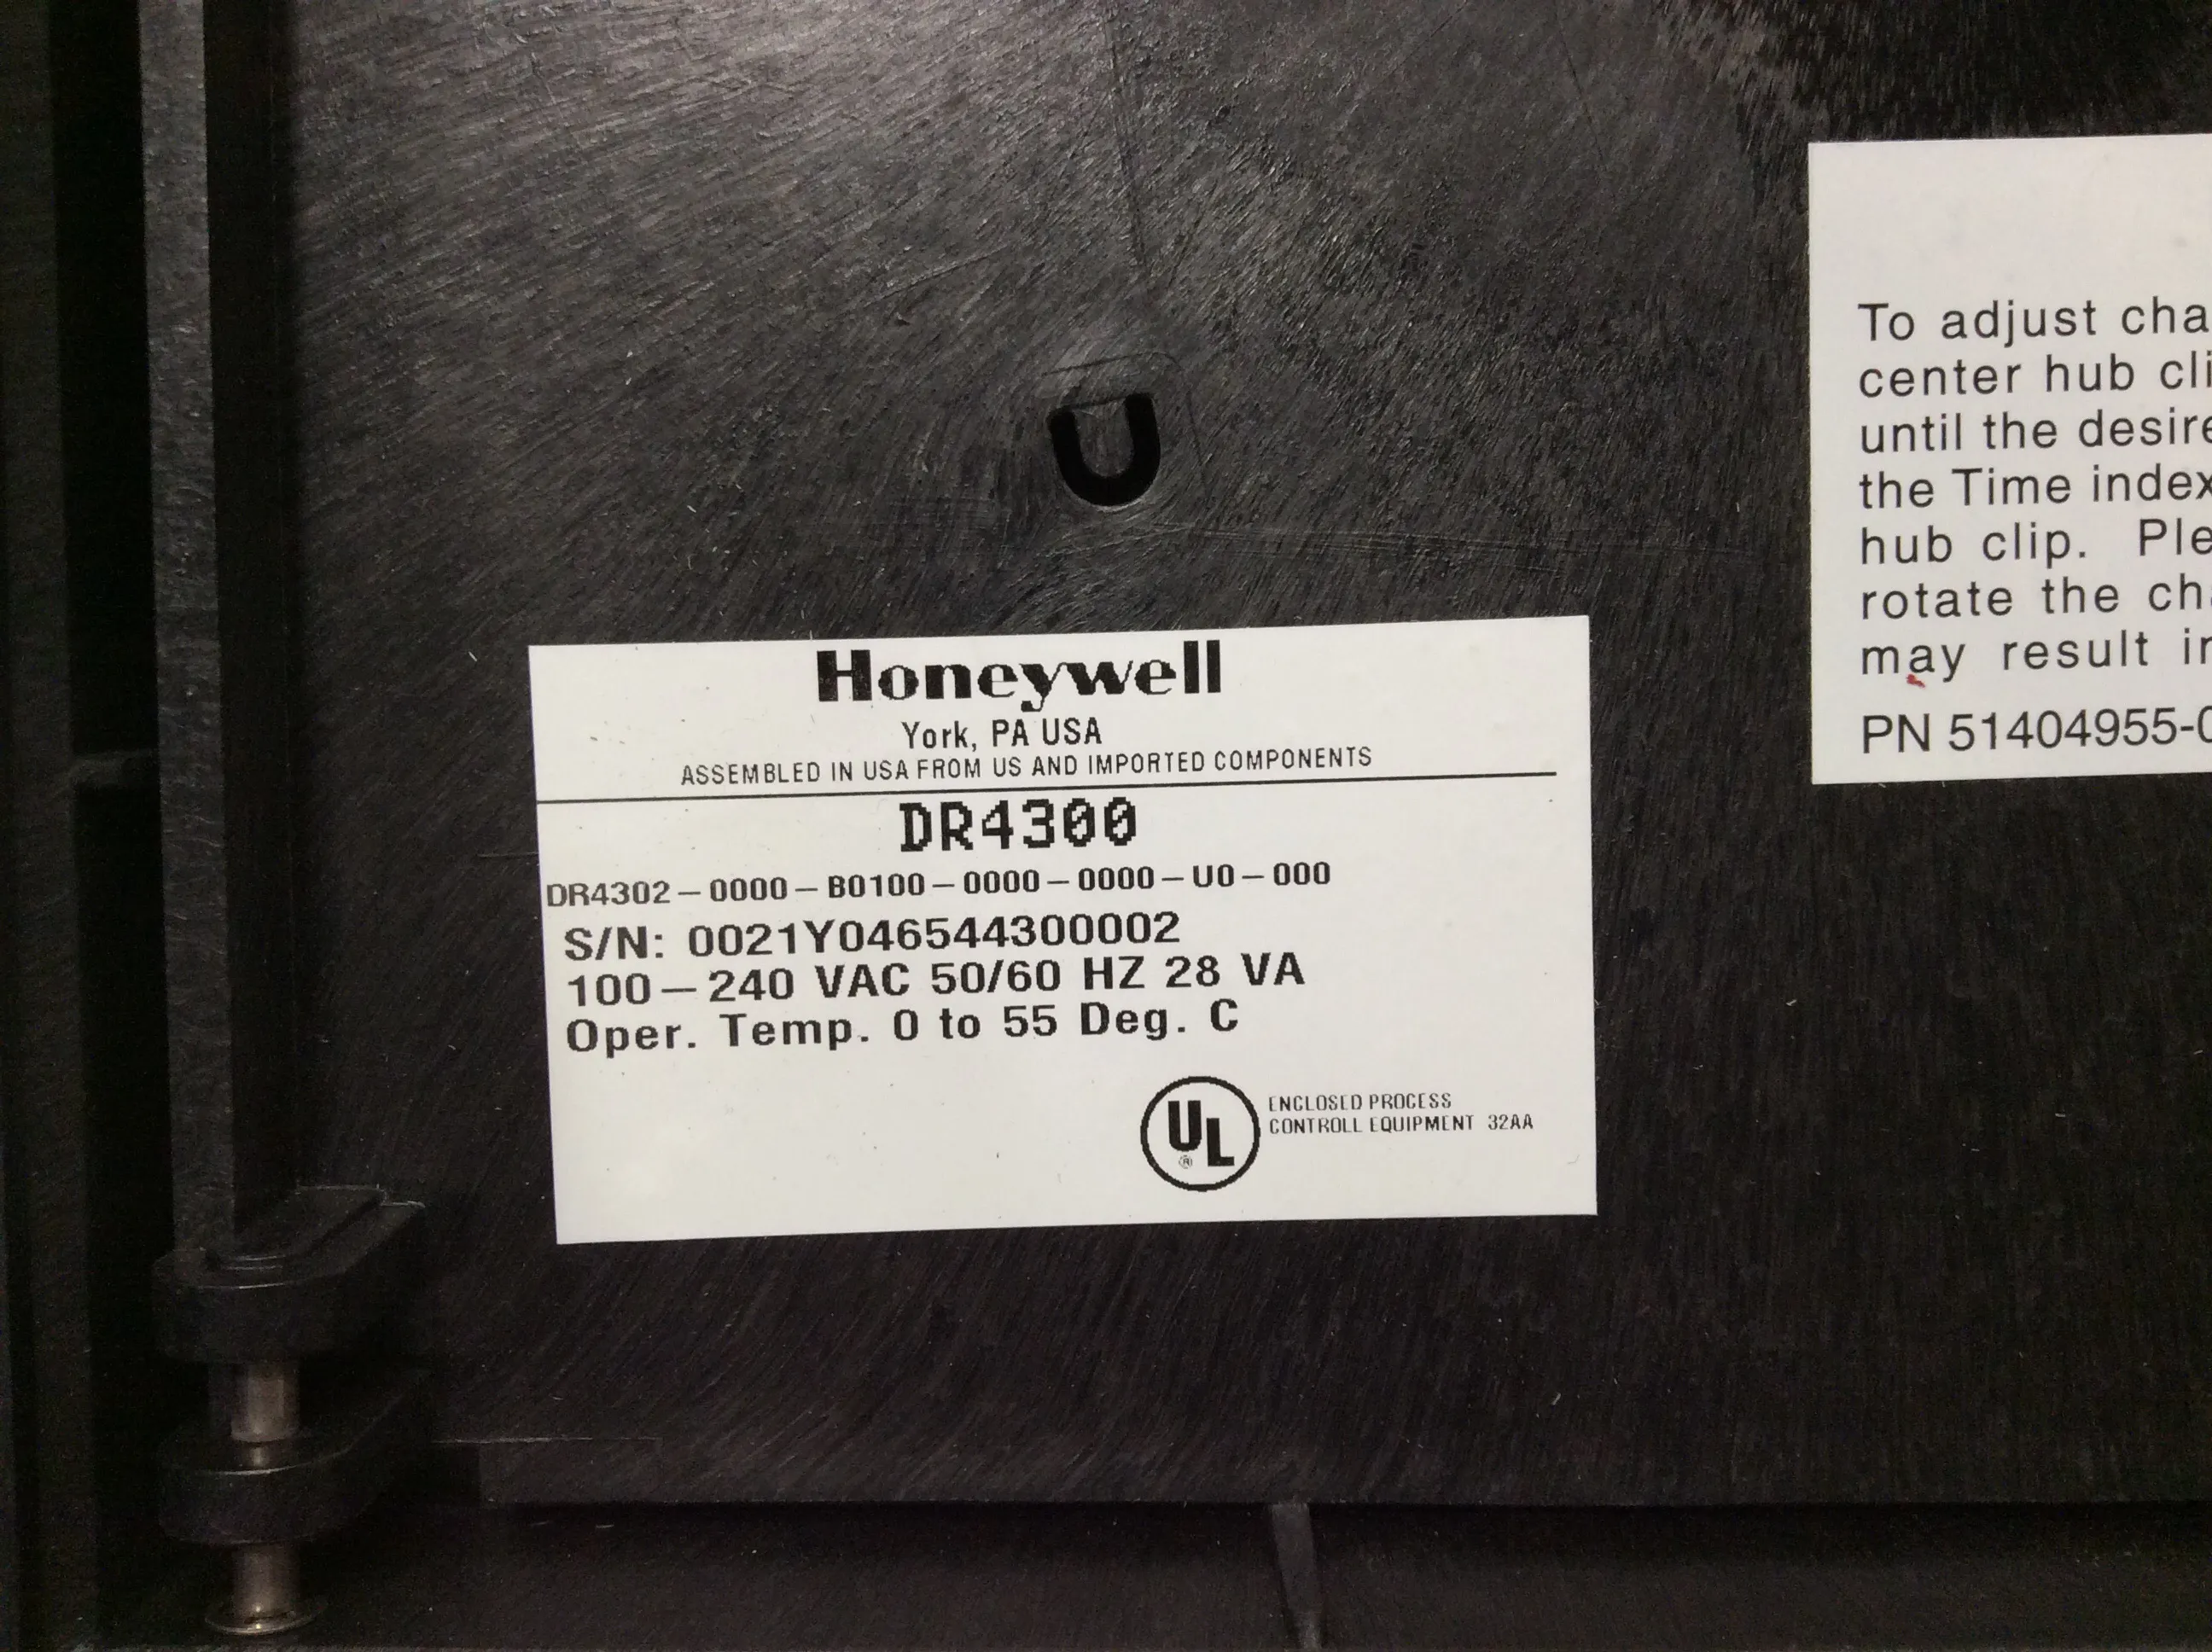 Honeywell
York, PA USA
ASSEMBLED IN USA FROM US AND IMPORTED COMPONENTS
DR4300
DR4302-0000-B0100-0000-0000-U0-000
S/N: 0021Y046544300002
100-240 VAC 50/60 HZ 28 VA
Oper. Temp. 0 to 55 Deg. C
UL
®
ENCLOSED PROCESS
CONTROLL EQUIPMENT 32AA
To adjust cha
center hub cli
until the desire
the Time index
hub clip. Ple
rotate the cha
may result in
PN 51404955-0